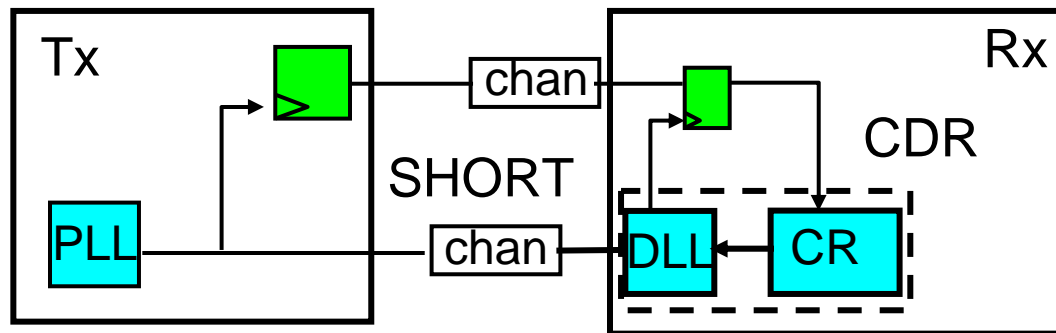 Tx
Rx
chan
CDR
SHORT
PLL
chan
DLL
CR